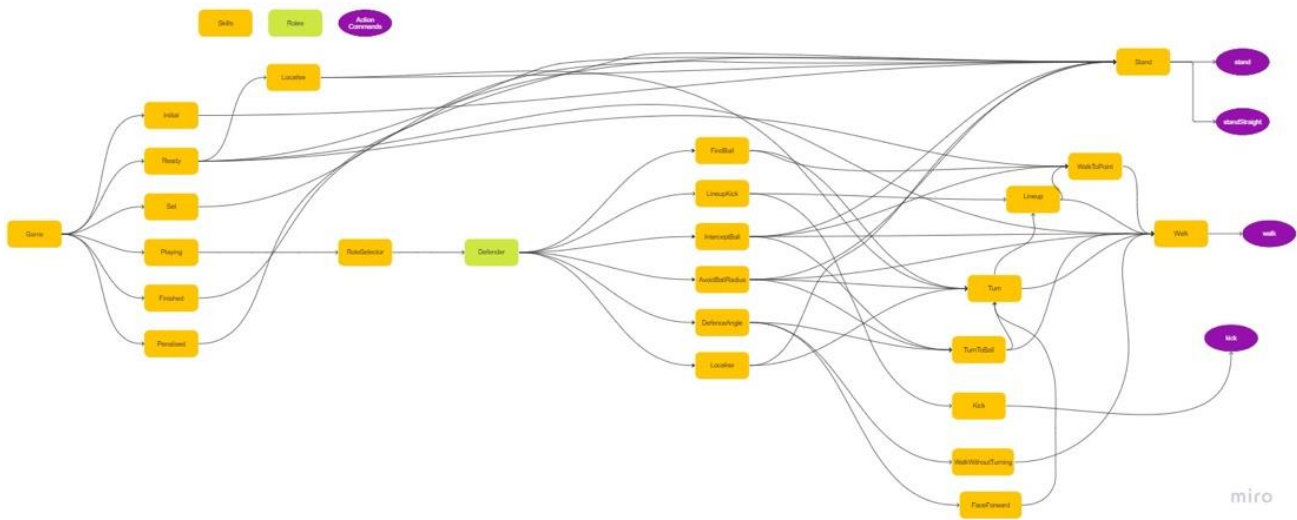 Skills
Roles
Action
Commands
Localise
Stand
stand
standStraight
Initial
Ready
Set
Playing
Finished
Penalised
Game
RoleSelector
Defender
FindBall
LineupKick
InterceptBall
AvoidBallRadius
DefenceAngle
Localise
WalkToPoint
Lineup
Walk
walk
Turn
TurnToBall
Kick
kick
WalkWithoutTurning
FaceForward
miro